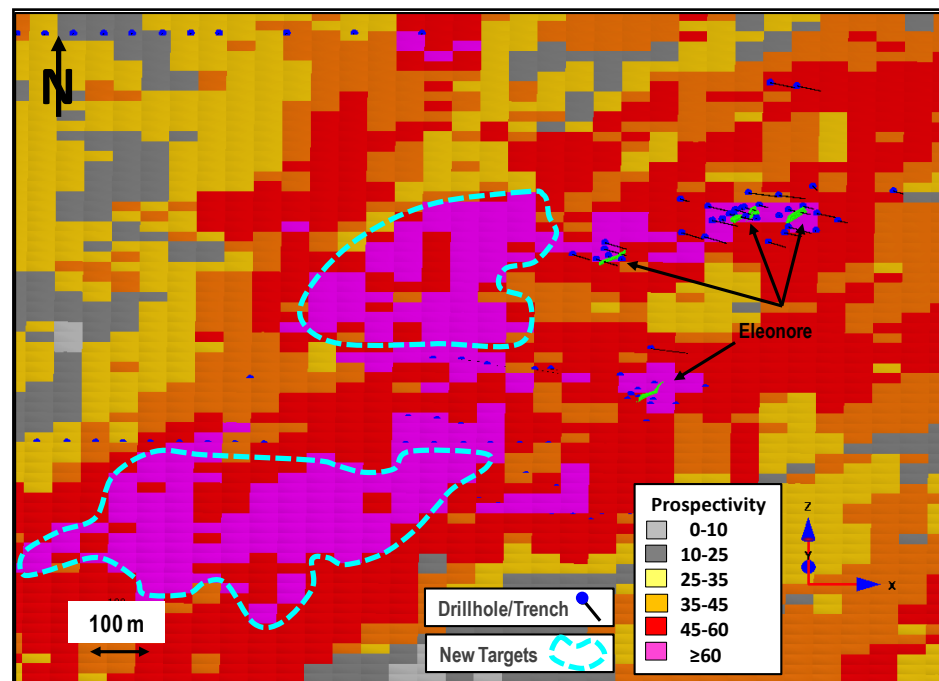 N
Eleonore
Prospectivity
0-10
10-25
25-35
35-45
45-60
≥60
Z
Y
X
Drillhole/Trench
New Targets
100 m